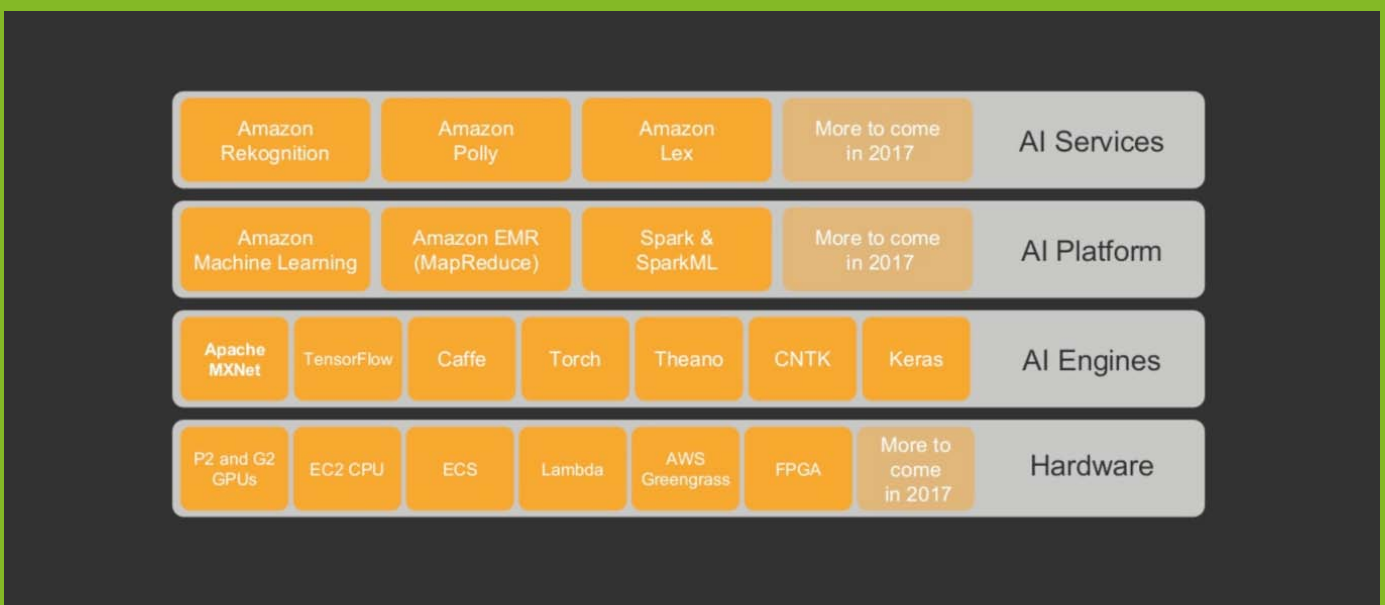 Amazon
Rekognition
Amazon
Polly
Amazon
Lex
More to come
in 2017
AI Services
Amazon
Machine Learning
Amazon EMR
(MapReduce)
Spark &
SparkML
More to come
in 2017
AI Platform
Apache
MXNet
TensorFlow
Caffe
Torch
Theano
CNTK
Keras
AI Engines
P2 and G2
GPUs
EC2 CPU
ECS
Lambda
AWS
Greengrass
FPGA
More to
come
in 2017
Hardware